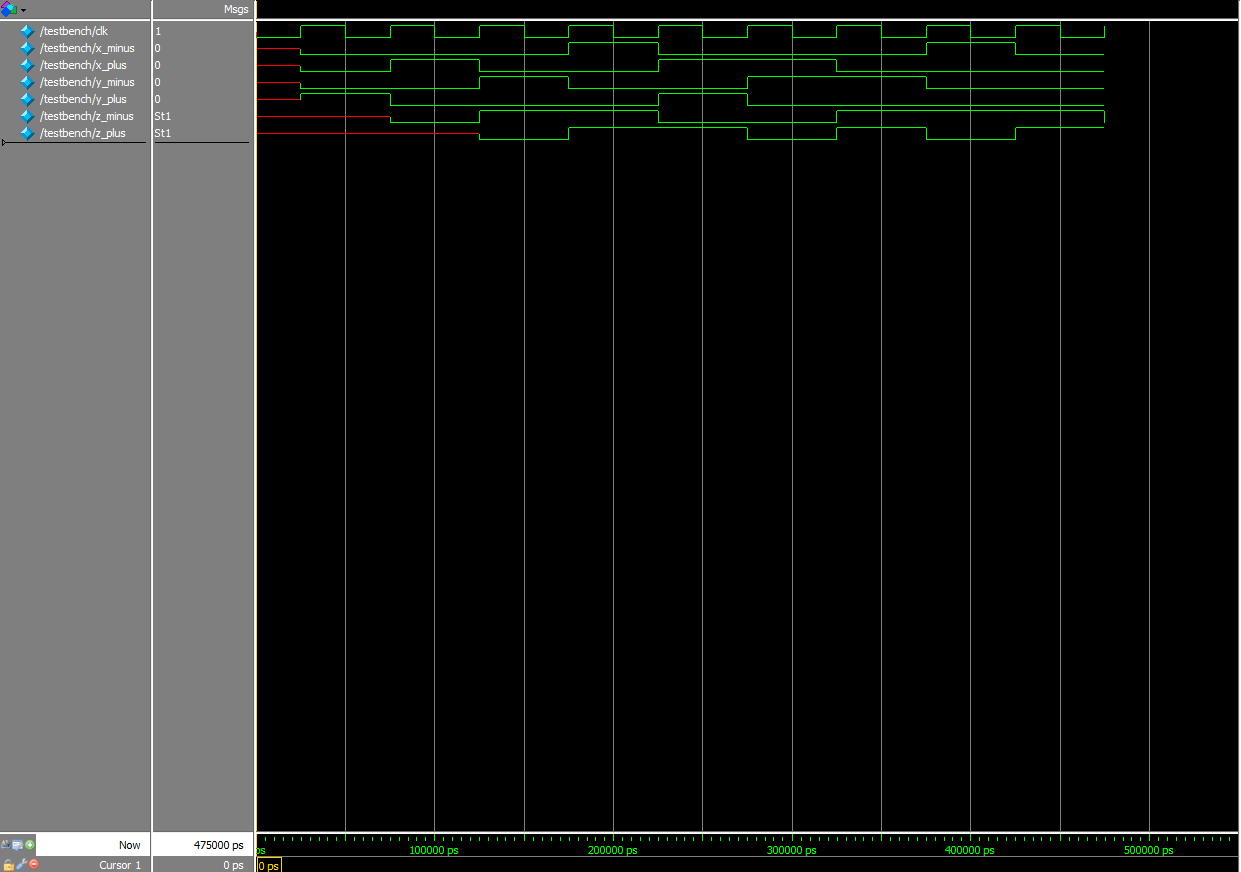 Msgs
/testbench/clk 1
/testbench/x_minus 0
/testbench/x_plus 0
/testbench/y_minus 0
/testbench/y_plus 0
/testbench/z_minus St1
/testbench/z_plus St1
Now 475000 ps ps 100000 ps 200000 ps 300000 ps 400000 ps 500000 ps
Cursor 1 0 ps 0 ps